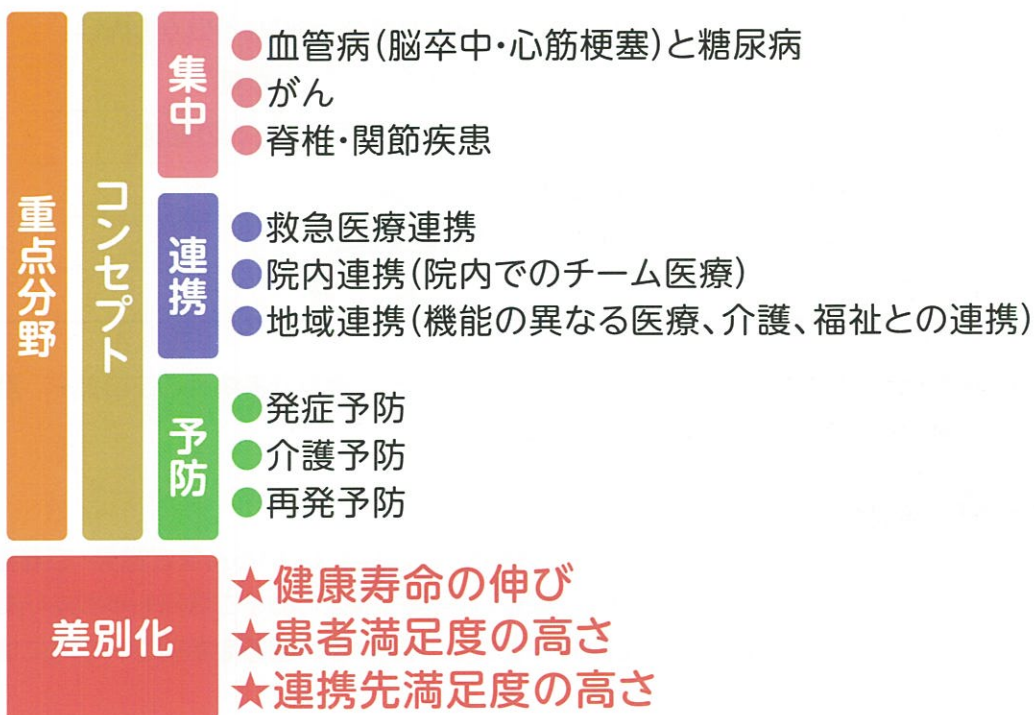 重点分野
コンセプト
集中
●血管病(脳卒中・心筋梗塞)と糖尿病
●がん
●脊椎・関節疾患
連携
●救急医療連携
●院内連携(院内でのチーム医療)
●地域連携(機能の異なる医療、介護、福祉との連携)
予防
●発症予防
●介護予防
●再発予防
差別化
★健康寿命の伸び
★患者満足度の高さ
★連携先満足度の高さ